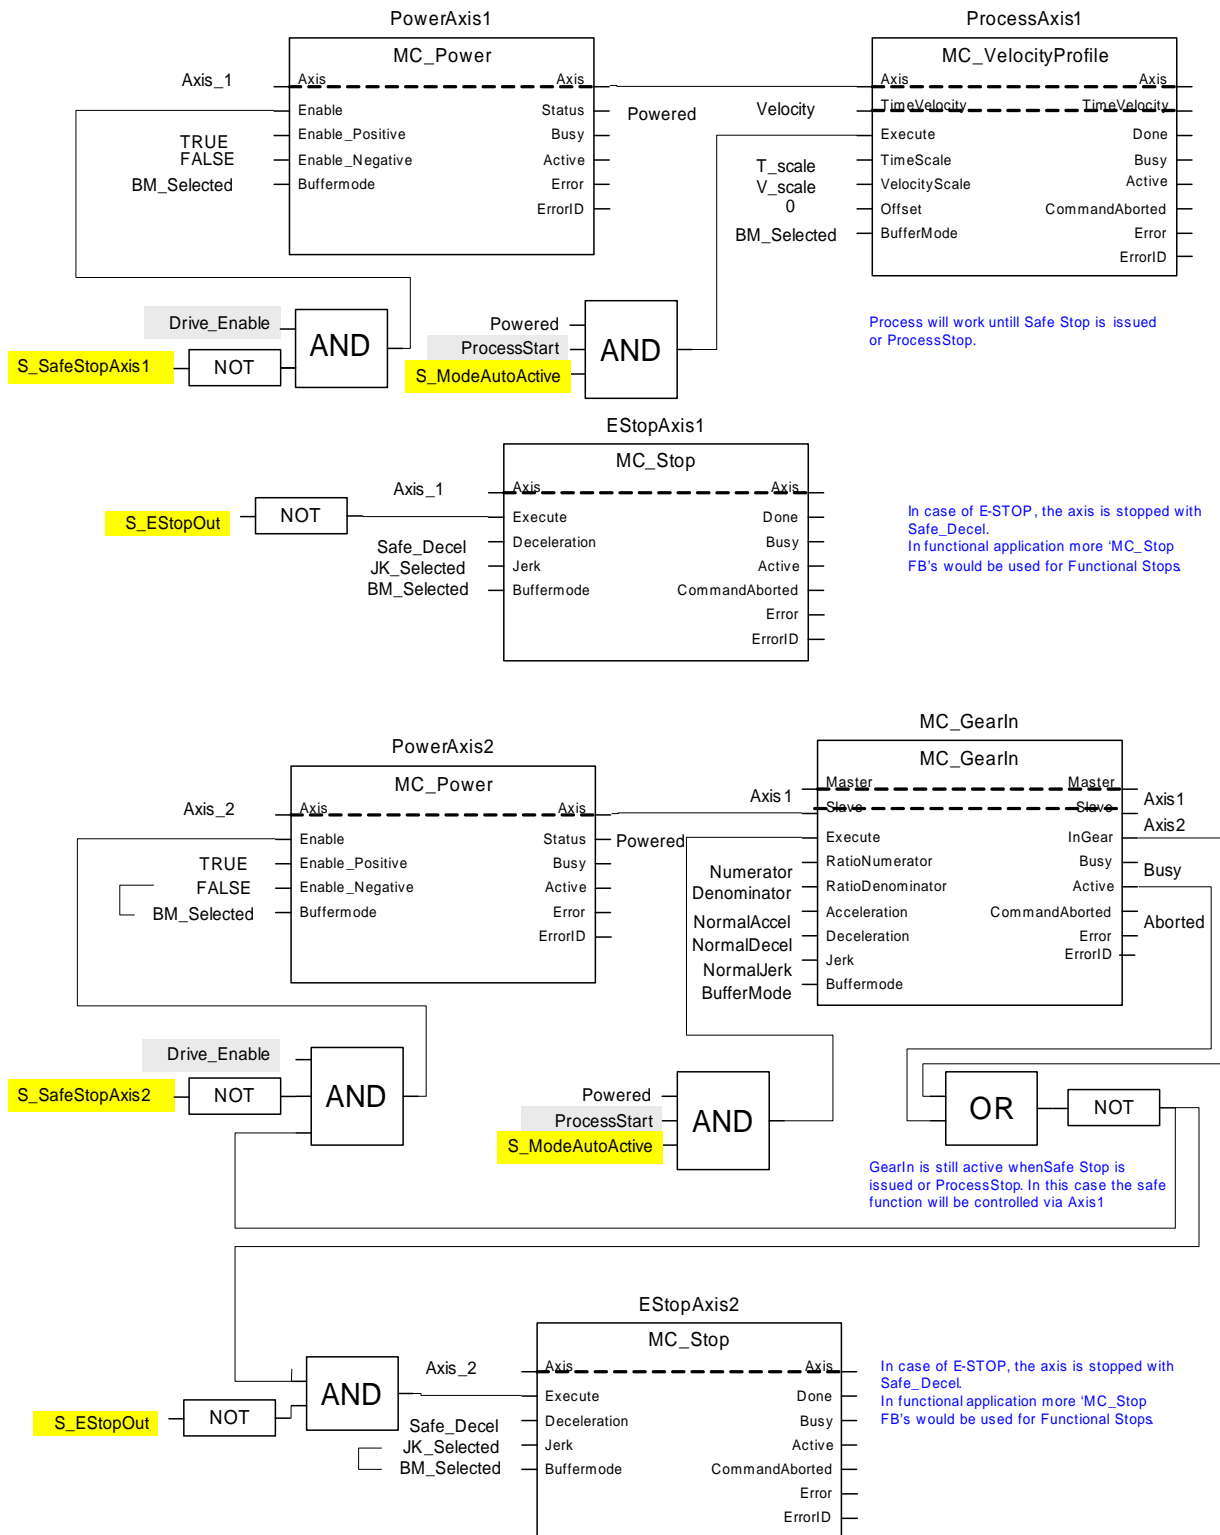 PowerAxis1
MC_Power
Axis_1
Axis
Axis
Enable
Status
Powered
Enable_Positive
Busy
TRUE
Enable_Negative
Active
FALSE
Buffermode
Error
BM_Selected
ErrorID
ProcessAxis1
MC_VelocityProfile
Axis
Axis
Velocity
TimeVelocity
TimeVelocity
Execute
Done
T_scale
TimeScale
Busy
V_scale
VelocityScale
Active
0
Offset
CommandAborted
BM_Selected
BufferMode
Error
ErrorID
Drive_Enable
S_SafeStopAxis1
NOT
AND
Powered
ProcessStart
S_ModeAutoActive
AND
Process will work untill Safe Stop is issued
or ProcessStop.
EStopAxis1
MC_Stop
Axis_1
Axis
Axis
S_EStopOut
NOT
Execute
Done
Safe_Decel
Deceleration
Busy
JK_Selected
Jerk
Active
BM_Selected
Buffermode
CommandAborted
Error
ErrorID
In case of E-STOP, the axis is stopped with
Safe_Decel.
In functional application more ‘MC_Stop
FB’s would be used for Functional Stops.
PowerAxis2
MC_Power
Axis_2
Axis
Axis
Enable
Status
Powered
TRUE
Enable_Positive
Busy
FALSE
Enable_Negative
Active
BM_Selected
Buffermode
Error
ErrorID
MC_GearIn
MC_GearIn
Axis1
Master
Master
Axis1
Slave
Slave
Axis2
Execute
InGear
Numerator
RatioNumerator
Busy
Busy
Denominator
RatioDenominator
Active
NormalAccel
Acceleration
CommandAborted
Aborted
NormalDecel
Deceleration
Error
NormalJerk
Jerk
ErrorID
BufferMode
Buffermode
Drive_Enable
S_SafeStopAxis2
NOT
AND
Powered
ProcessStart
S_ModeAutoActive
AND
OR
NOT
GearIn is still active whenSafe Stop is
issued or ProcessStop. In this case the safe
function will be controlled via Axis1
EStopAxis2
MC_Stop
Axis_2
Axis
Axis
S_EStopOut
NOT
AND
Execute
Done
Safe_Decel
Deceleration
Busy
JK_Selected
Jerk
Active
BM_Selected
Buffermode
CommandAborted
Error
ErrorID
In case of E-STOP, the axis is stopped with
Safe_Decel.
In functional application more ‘MC_Stop
FB’s would be used for Functional Stops.